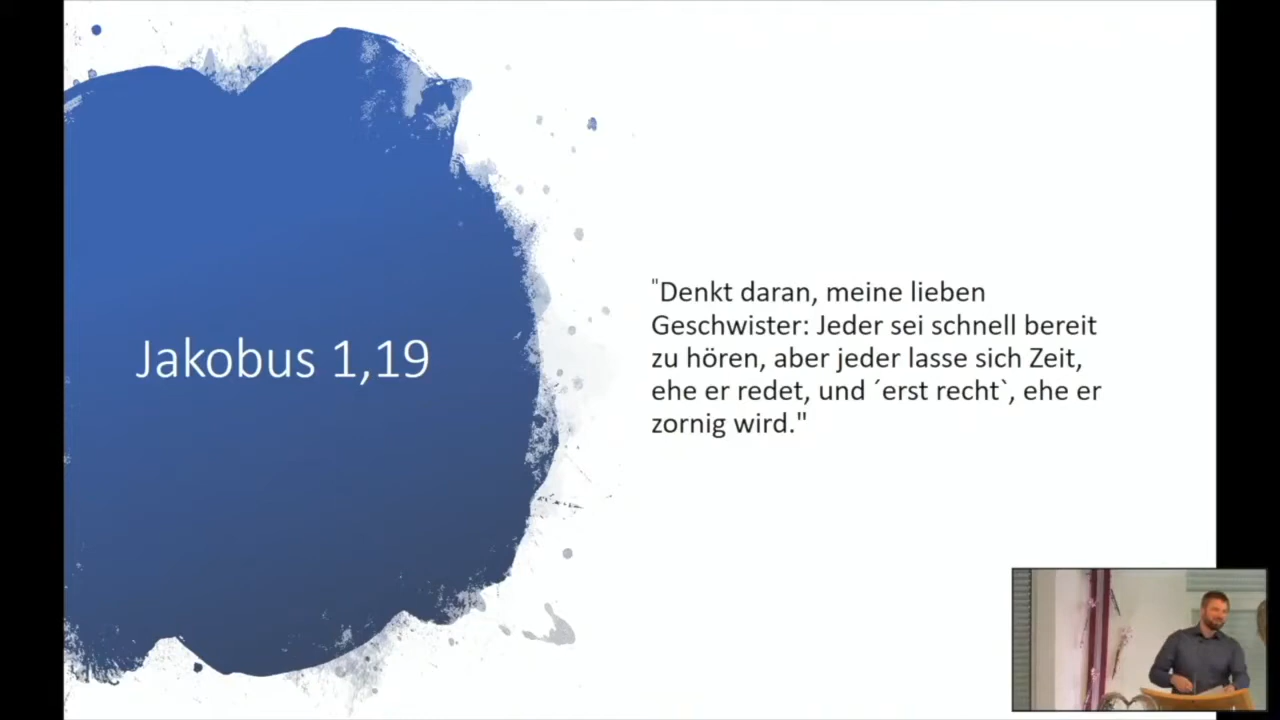 Jakobus 1,19
"Denkt daran, meine lieben
Geschwister: Jeder sei schnell bereit
zu hören, aber jeder lasse sich Zeit,
ehe er redet, und ´erst recht`, ehe er
zornig wird."